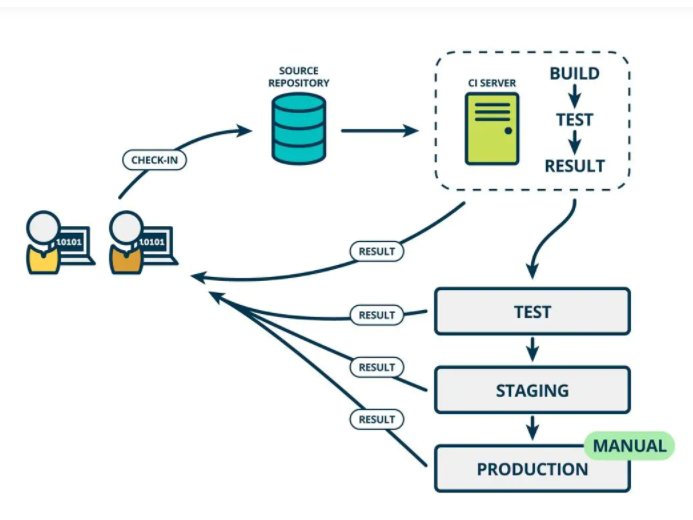 SOURCE
REPOSITORY
CI SERVER
BUILD
TEST
RESULT
CHECK-IN
10101
10101
RESULT
RESULT
TEST
RESULT
STAGING
RESULT
MANUAL
PRODUCTION